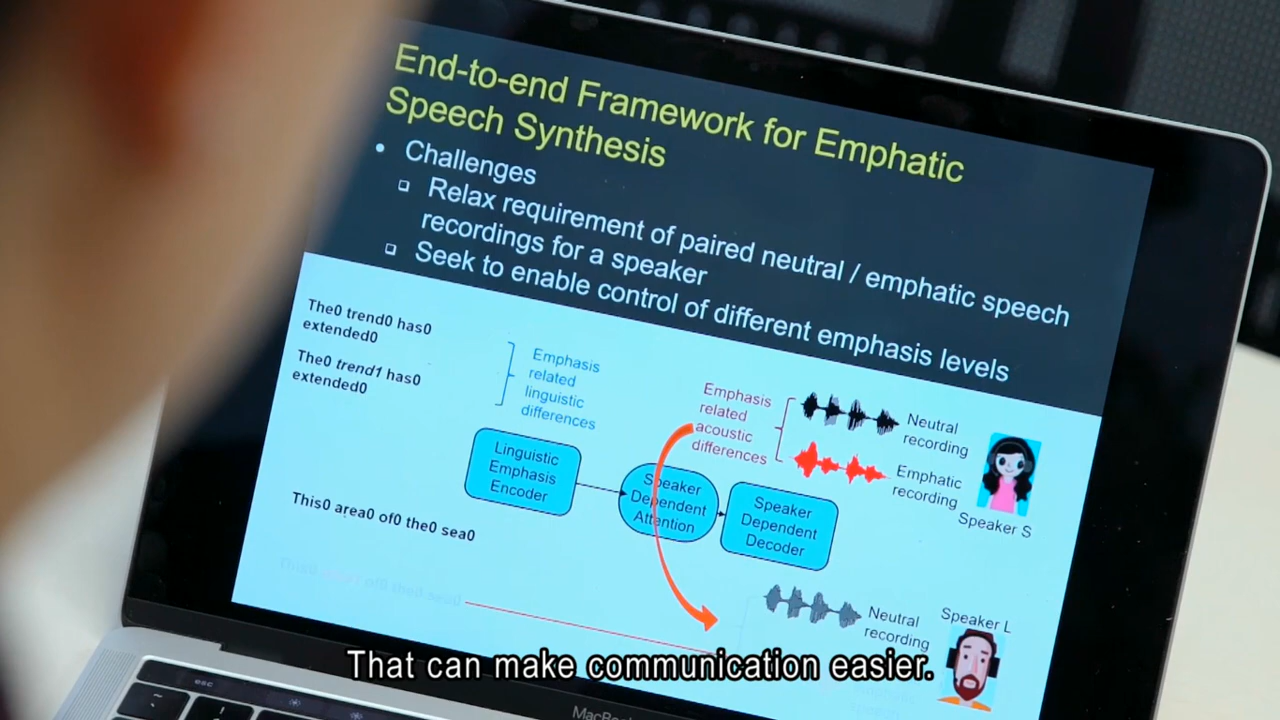 End-to-end Framework for Emphatic
Speech Synthesis
• Challenges
Relax requirement of paired neutral / emphatic speech
recordings for a speaker
Seek to enable control of different emphasis levels
The0 trend0 has0
extended0
The0 trend1 has0
extended0
Emphasis
related
linguistic
differences
Emphasis
related
acoustic
differences
Neutral
recording
Emphatic
recording
Speaker S
Linguistic
Emphasis
Encoder
Speaker
Dependent
Attention
Speaker
Dependent
Decoder
This0 area0 of0 the0 sea0
Neutral
recording
Speaker L
That can make communication easier.
esc